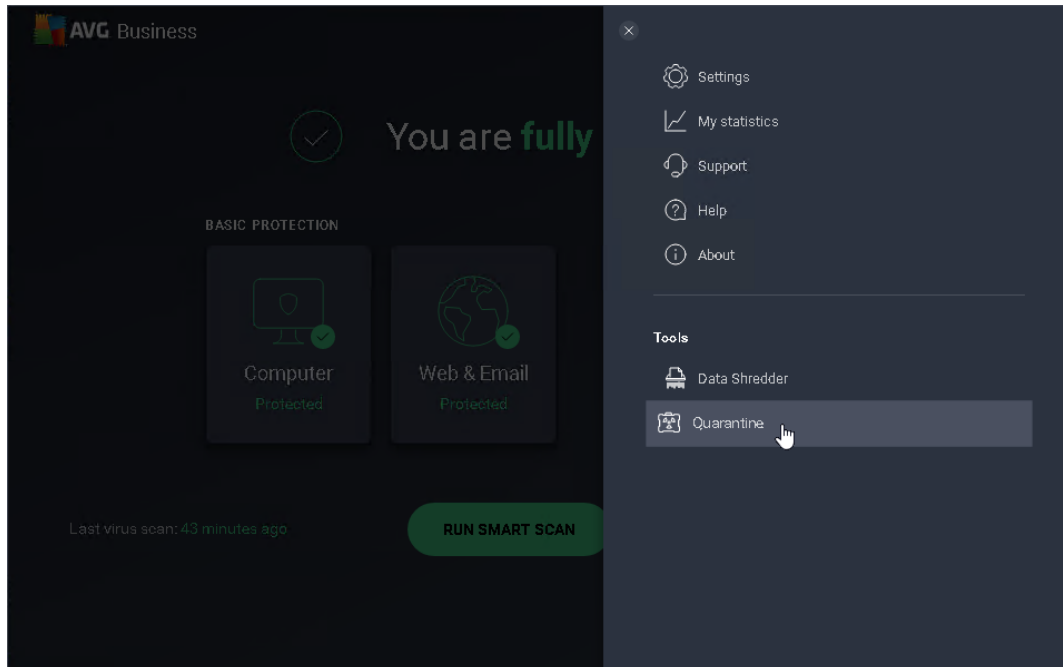 AVG Business
You are fully
BASIC PROTECTION
Computer
Protected
Web & Email
Protected
Last virus scan: 43 minutes ago
RUN SMART SCAN
Settings
My statistics
Support
Help
About
Tools
Data Shredder
Quarantine